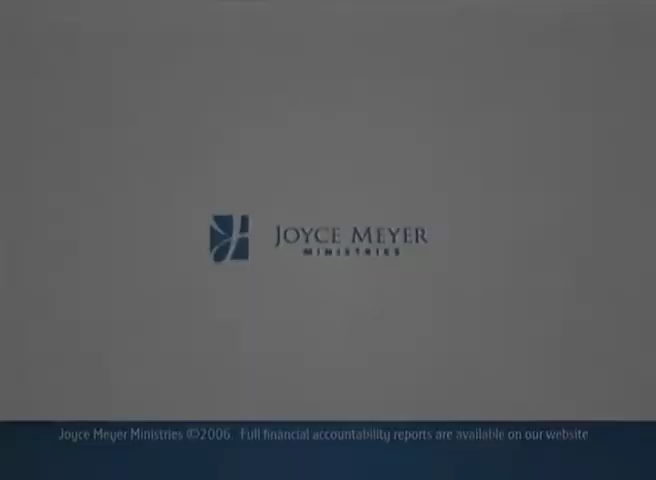 JOYCE MEYER
MINISTRIES
Joyce Meyer Ministries ©2006 Full financial accountability reports are available on our website